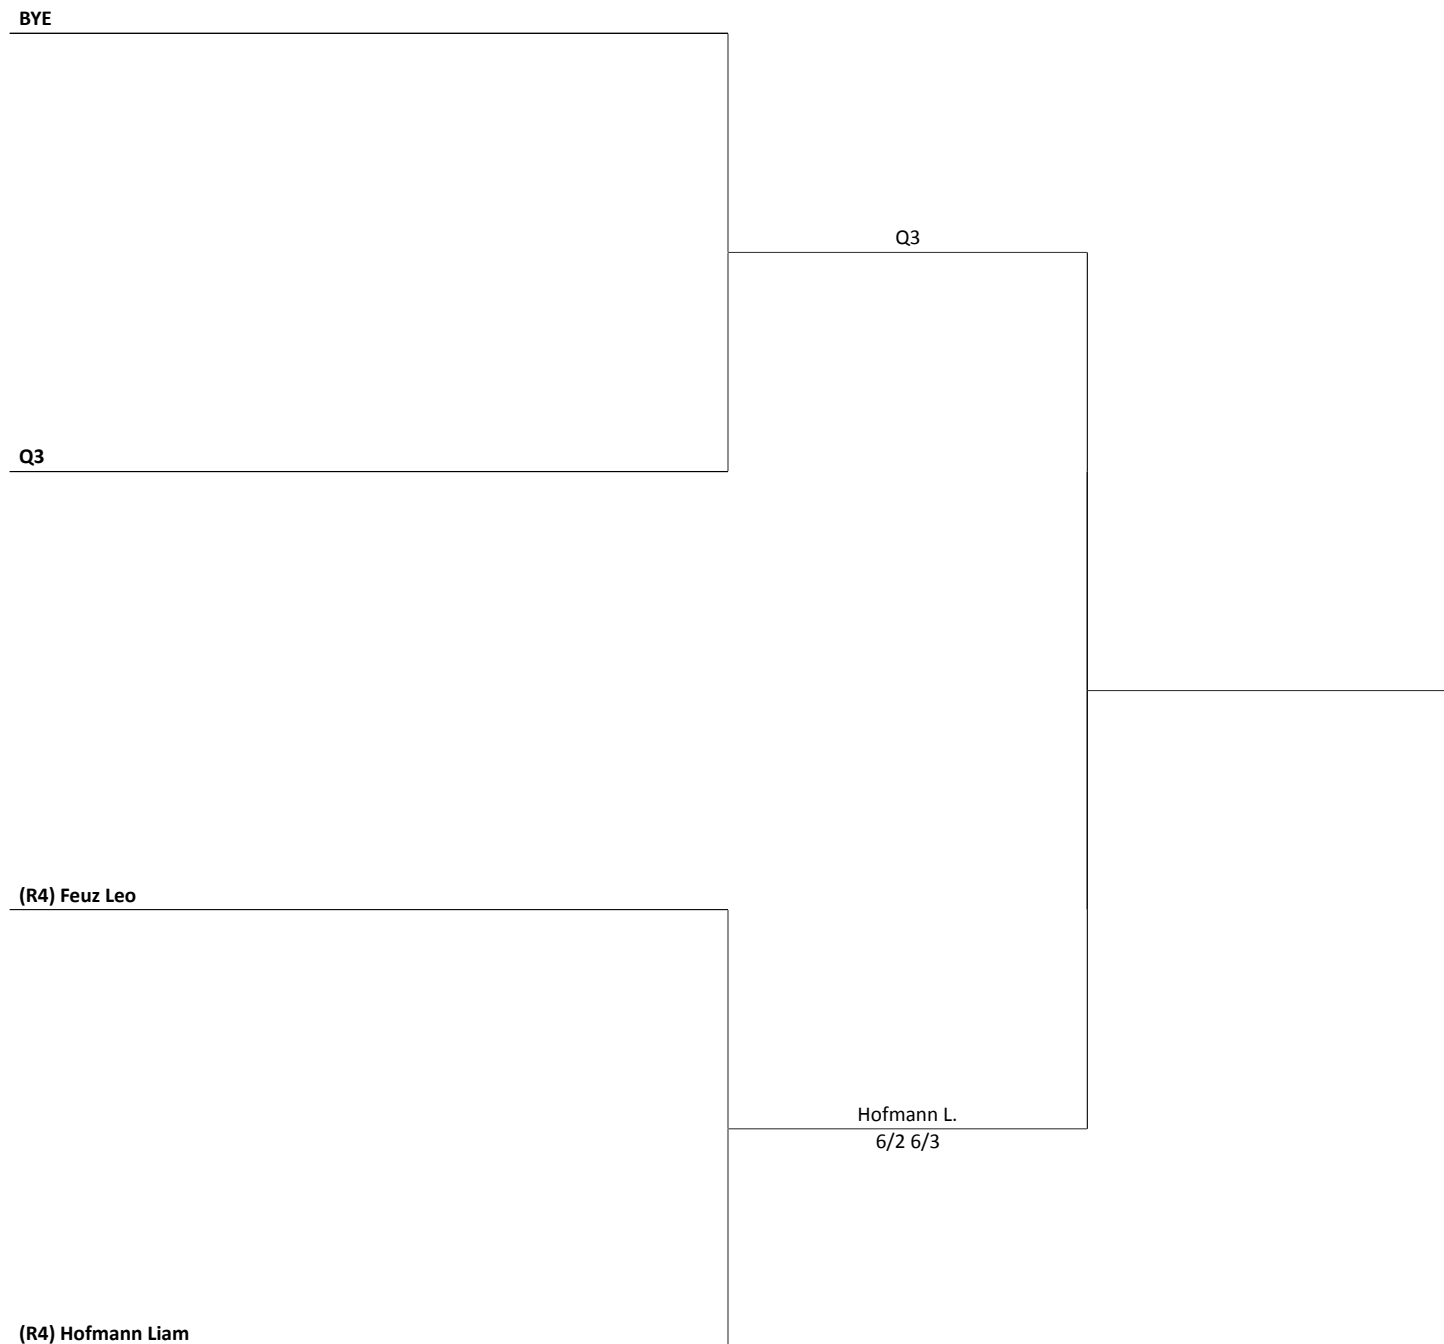 BYE
Q3
Q3
(R4) Feuz Leo
Hofmann L.
6/2 6/3
(R4) Hofmann Liam